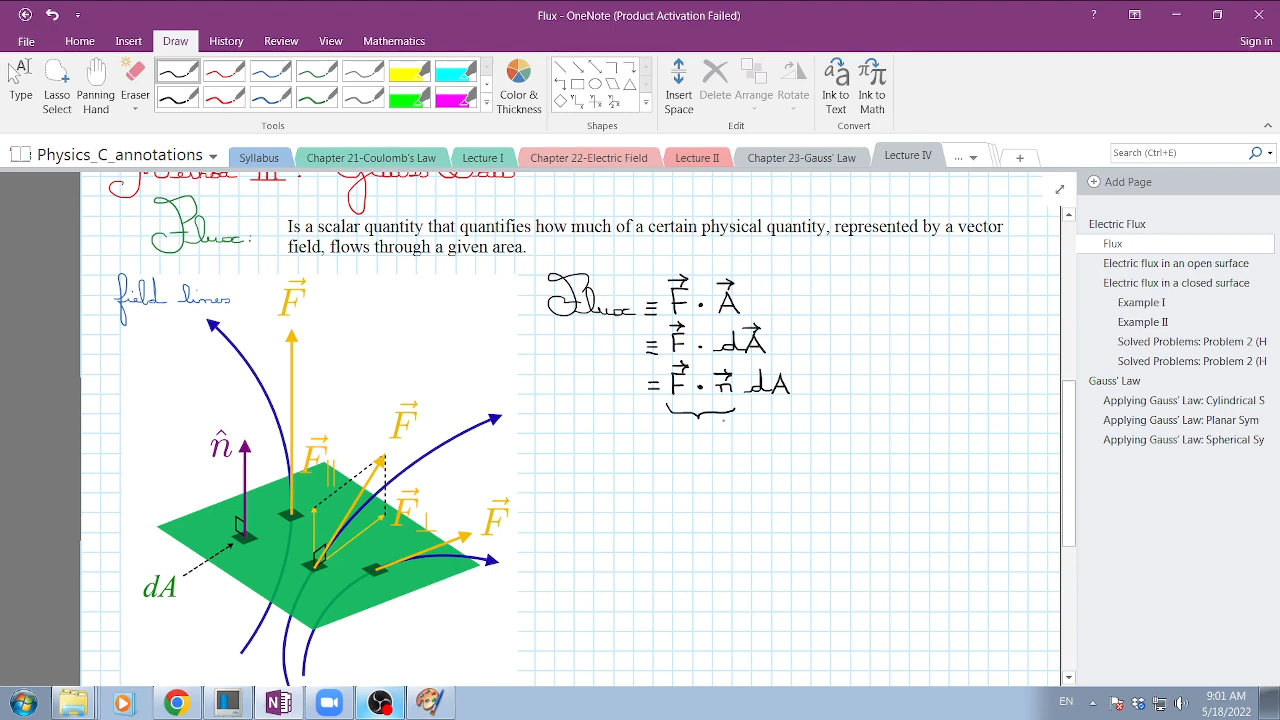 Flux - OneNote (Product Activation Failed)
File Home Insert Draw History Review View Mathematics
Sign in
Type Lasso Select Panning Hand Eraser
Color & Thickness
Insert Space Delete Arrange Rotate
Ink to Text Ink to Math
Tools Shapes Edit Convert
Physics_C_annotations
Syllabus Chapter 21-Coulomb's Law Lecture I Chapter 22-Electric Field Lecture II Chapter 23-Gauss' Law Lecture IV ...
Search (Ctrl+E)
Add Page
Electric Flux
Flux
Electric flux in an open surface
Electric flux in a closed surface
Example I
Example II
Solved Problems: Problem 2 (H
Solved Problems: Problem 2 (H
Gauss' Law
Applying Gauss' Law: Cylindrical S
Applying Gauss' Law: Planar Sym
Applying Gauss' Law: Spherical Sy
Method III: Gauss' Law
Flux:
Is a scalar quantity that quantifies how much of a certain physical quantity, represented by a vector
field, flows through a given area.
field lines
F⃗
n̂
F⃗
F⃗∥
F⃗⊥
F⃗
dA
Flux ≡ F⃗ · A⃗
≡ F⃗ · dA⃗
= F⃗ · n⃗ dA
EN
9:01 AM
5/18/2022